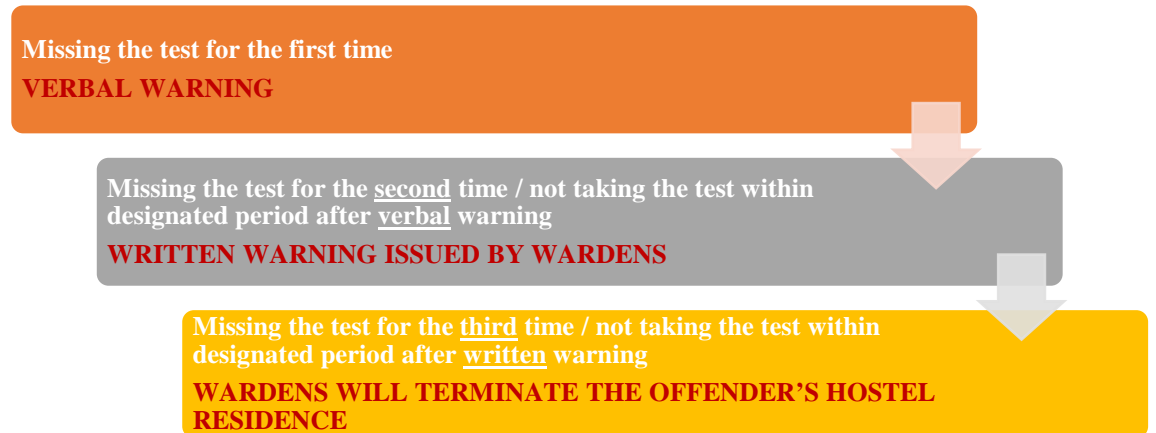 Missing the test for the first time
VERBAL WARNING
Missing the test for the second time / not taking the test within
designated period after verbal warning
WRITTEN WARNING ISSUED BY WARDENS
Missing the test for the third time / not taking the test within
designated period after written warning
WARDENS WILL TERMINATE THE OFFENDER’S HOSTEL
RESIDENCE